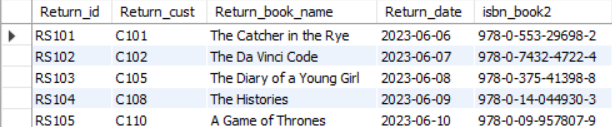 Return_id Return_cust Return_book_name Return_date isbn_book2
RS101 C101 The Catcher in the Rye 2023-06-06 978-0-553-29698-2
RS102 C102 The Da Vinci Code 2023-06-07 978-0-7432-4722-4
RS103 C105 The Diary of a Young Girl 2023-06-08 978-0-375-41398-8
RS104 C108 The Histories 2023-06-09 978-0-14-044930-3
RS105 C110 A Game of Thrones 2023-06-10 978-0-09-957807-9